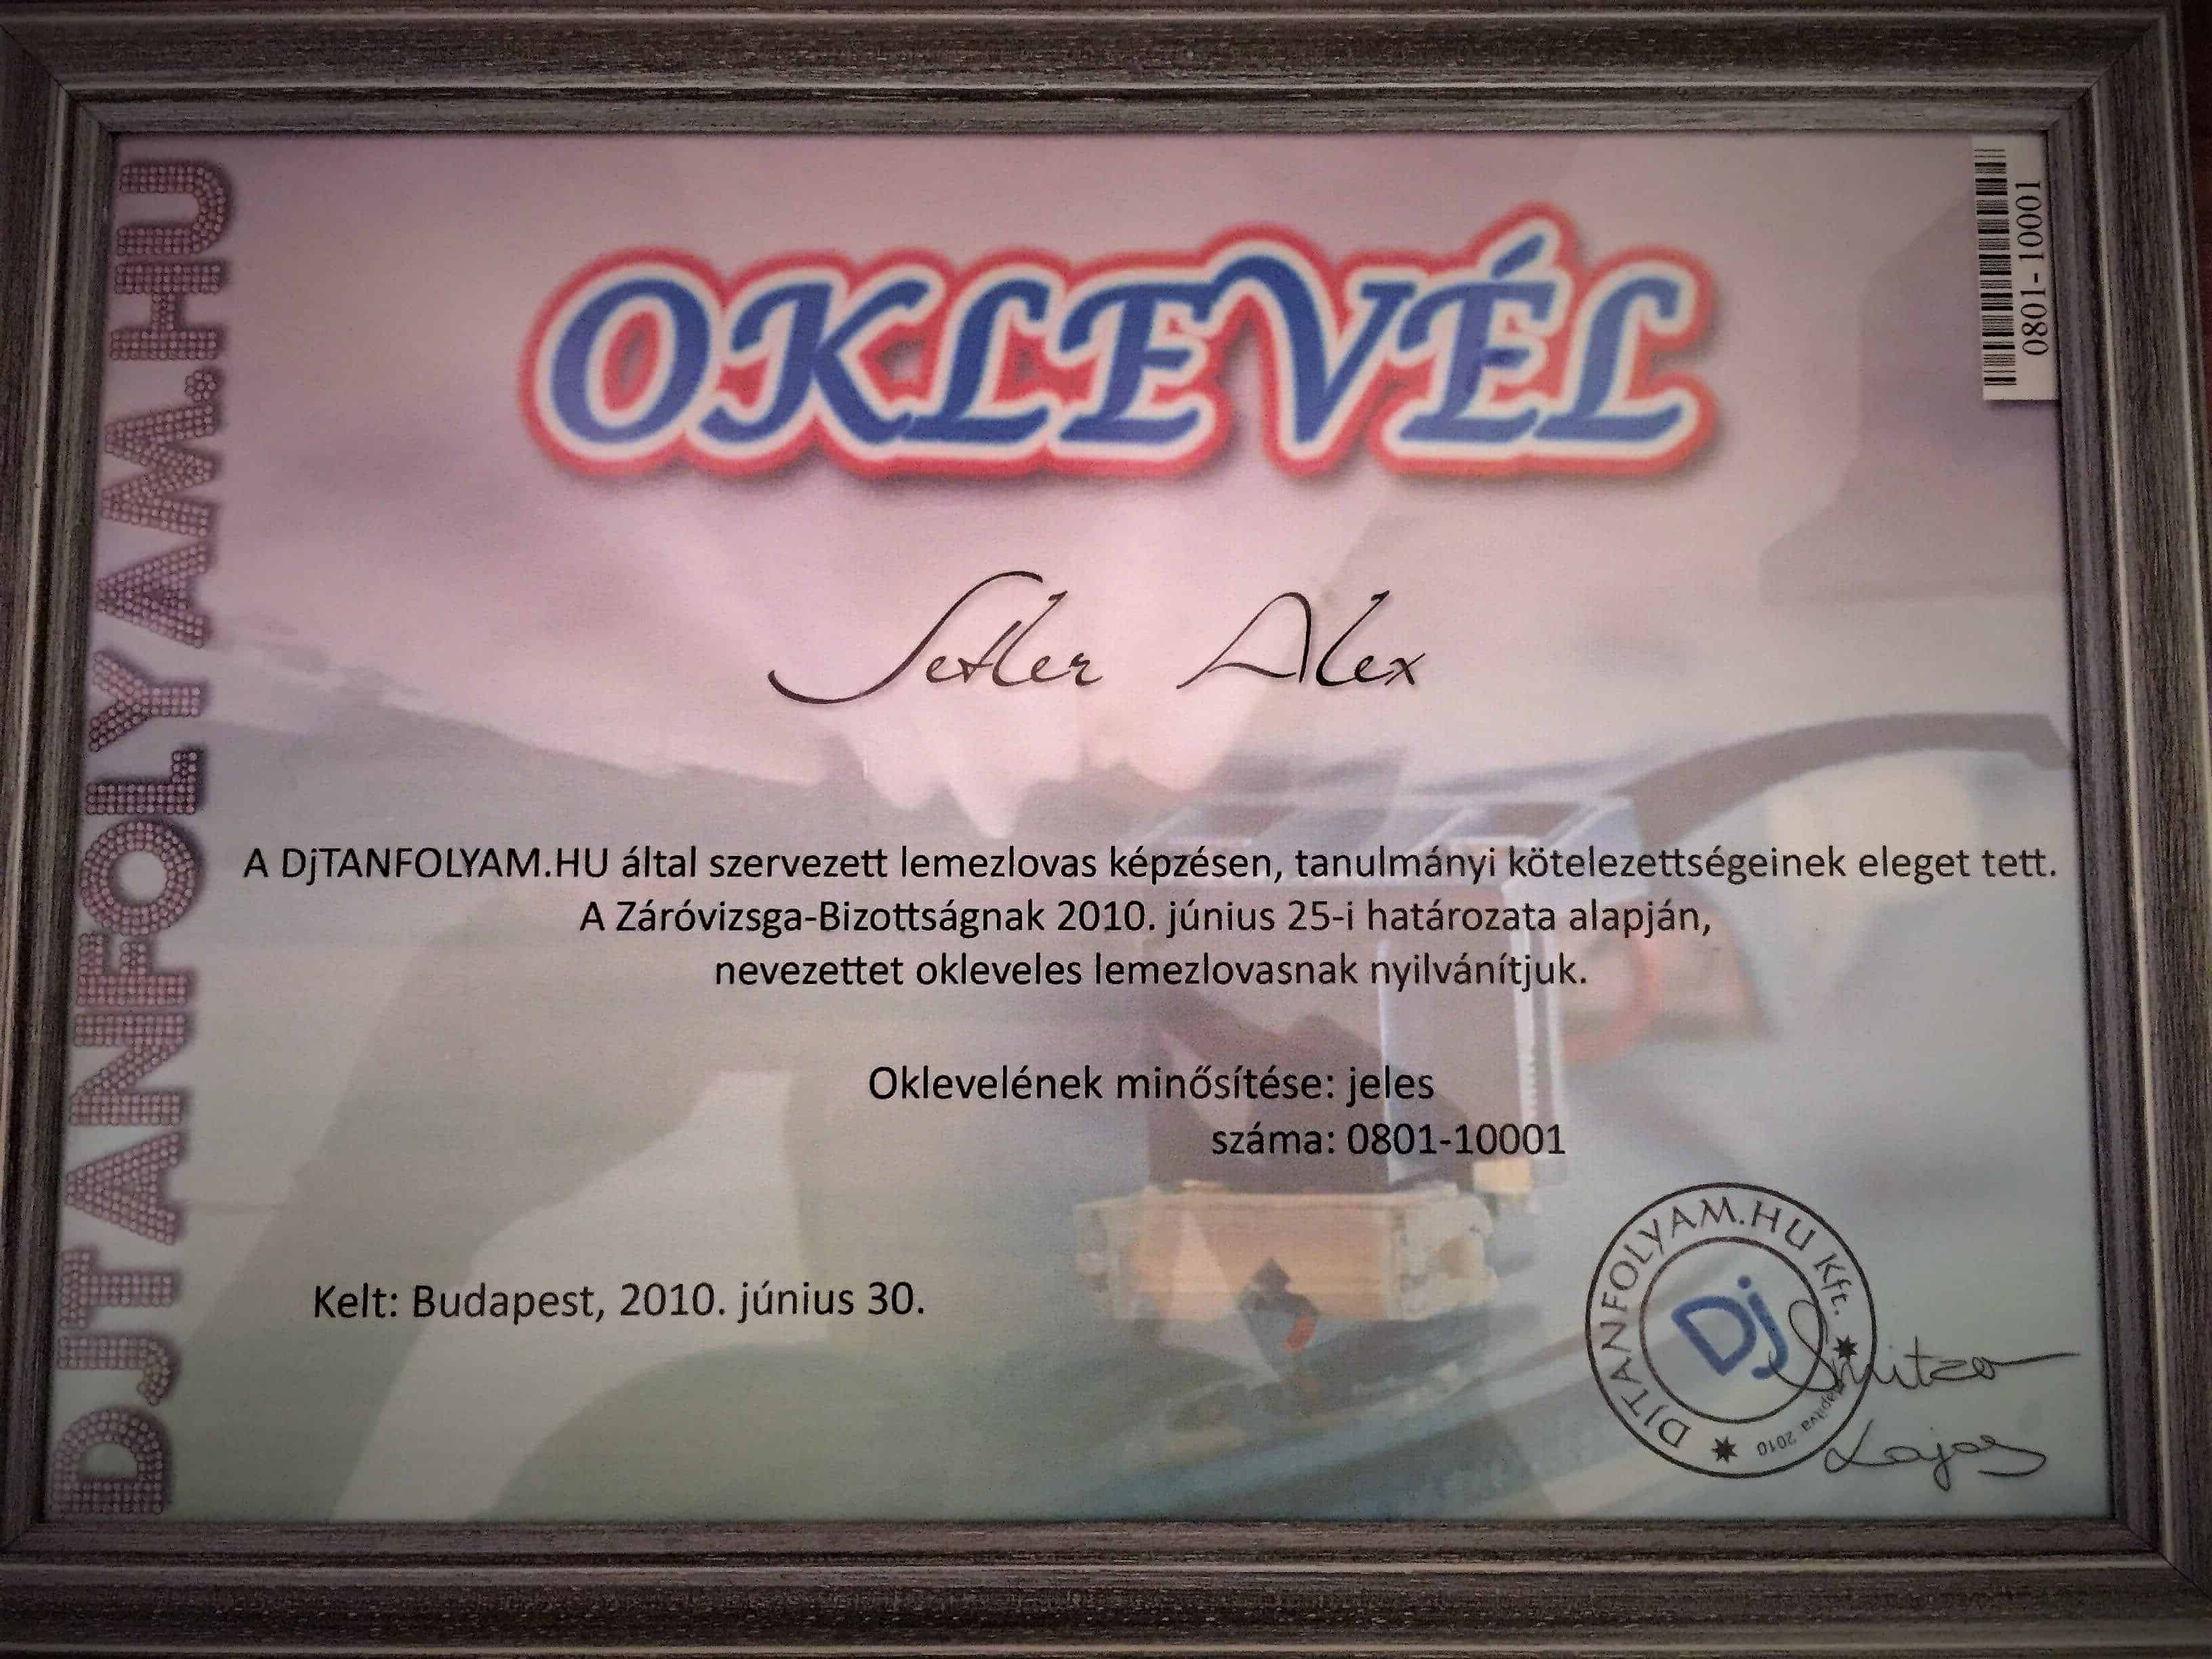 DJTANFOLYAM.HU
0801-10001
OKLEVÉL
Setler Alex
A DjTANFOLYAM.HU által szervezett lemezlovas képzésen, tanulmányi kötelezettségeinek eleget tett.
A Záróvizsga-Bizottságnak 2010. június 25-i határozata alapján,
nevezettet okleveles lemezlovasnak nyilvánítjuk.
Oklevelének minősítése: jeles
száma: 0801-10001
Kelt: Budapest, 2010. június 30.
DJTANFOLYAM.HU Kft.
Dj
2010
Lajos